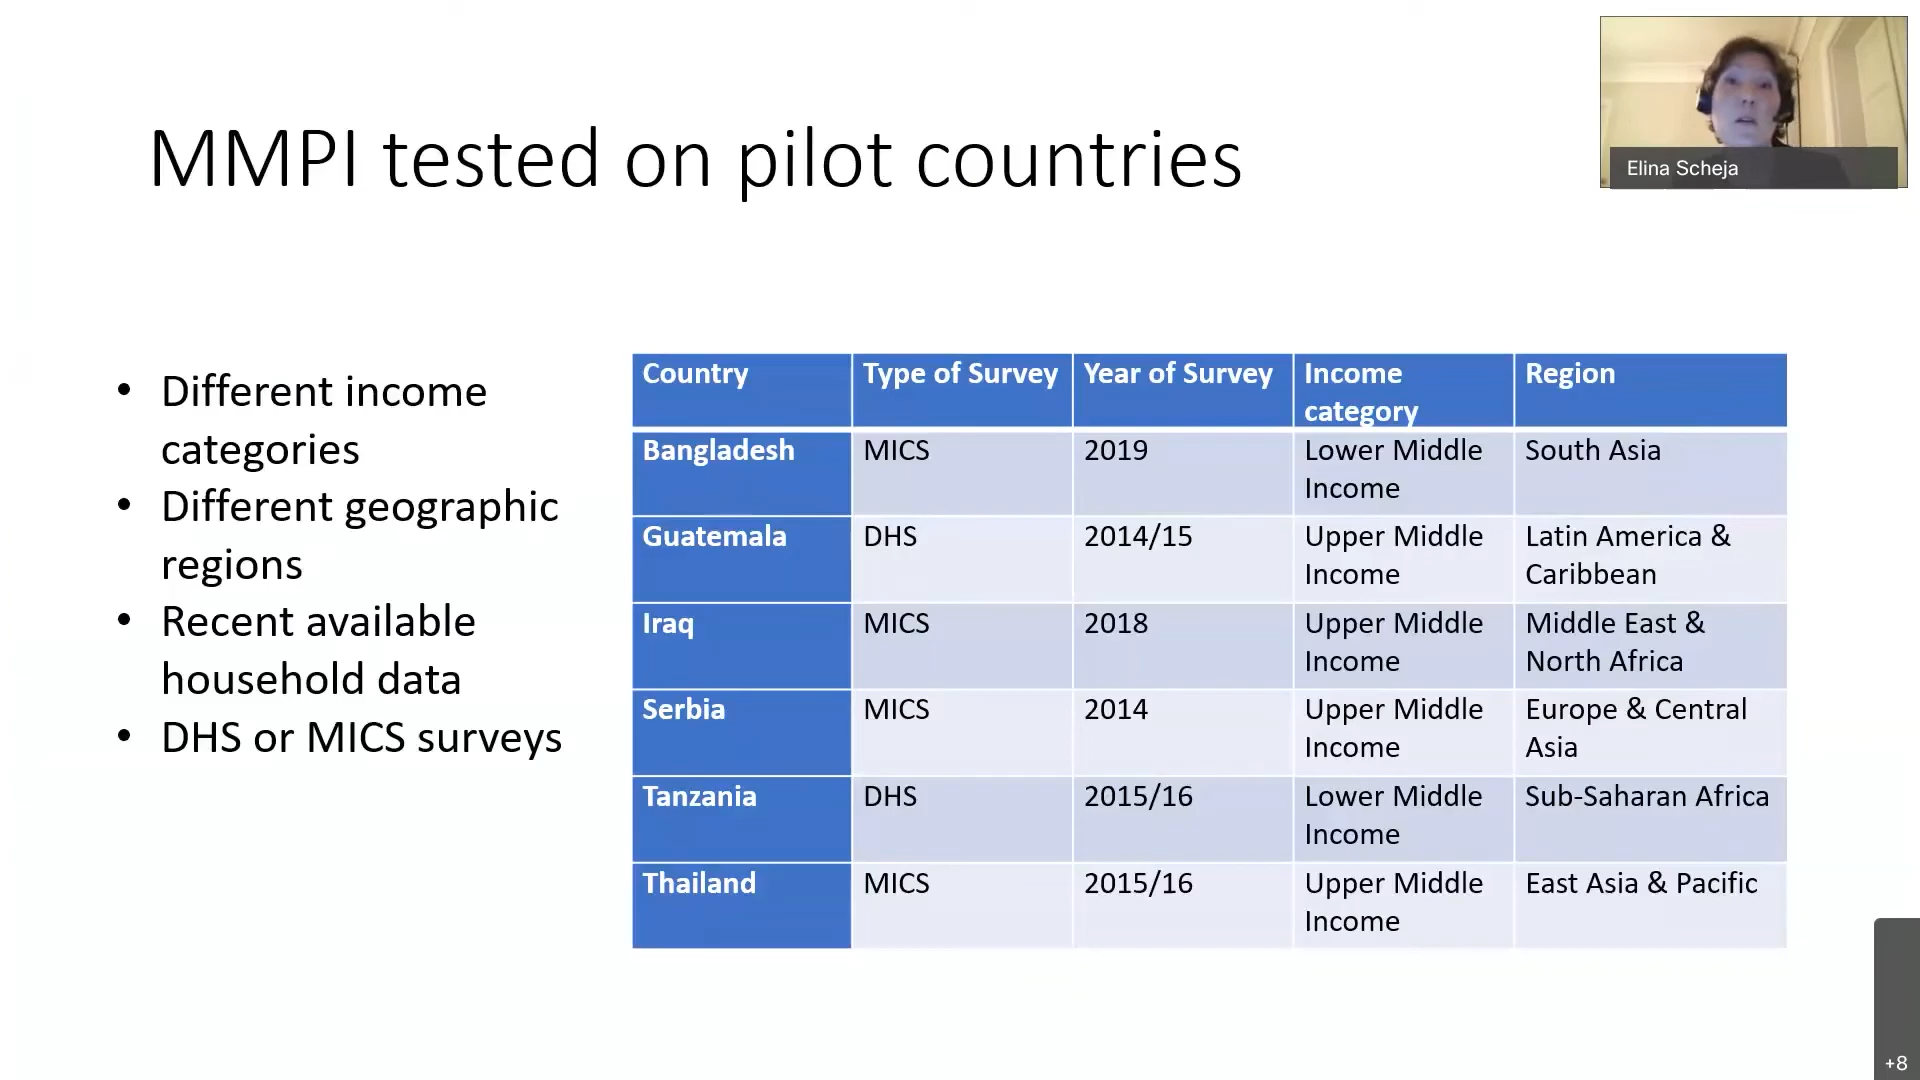 MMPI tested on pilot countries
Elina Scheja
• Different income
categories
• Different geographic
regions
• Recent available
household data
• DHS or MICS surveys
Country Type of Survey Year of Survey Income category Region
Bangladesh MICS 2019 Lower Middle Income South Asia
Guatemala DHS 2014/15 Upper Middle Income Latin America & Caribbean
Iraq MICS 2018 Upper Middle Income Middle East & North Africa
Serbia MICS 2014 Upper Middle Income Europe & Central Asia
Tanzania DHS 2015/16 Lower Middle Income Sub-Saharan Africa
Thailand MICS 2015/16 Upper Middle Income East Asia & Pacific
+8